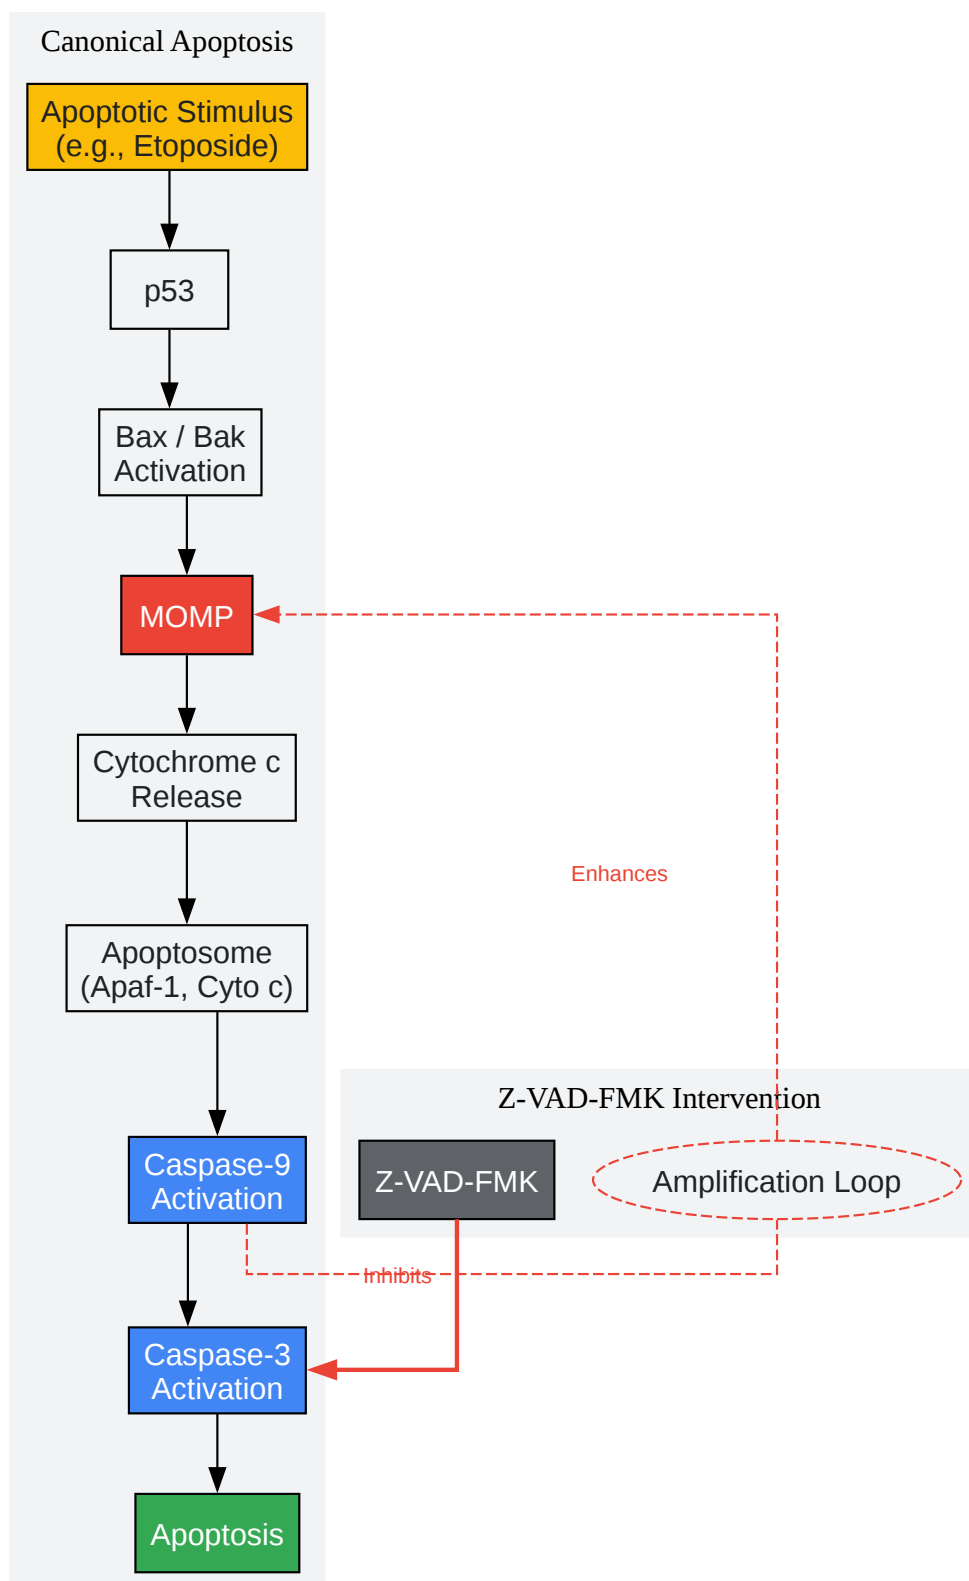 Canonical Apoptosis
Apoptotic Stimulus
(e.g., Etoposide)
p53
Bax / Bak
Activation
MOMP
Cytochrome c
Release
Enhances
Apoptosome
(Apaf-1, Cyto c)
Z-VAD-FMK Intervention
Caspase-9
Activation
Z-VAD-FMK
Amplification Loop
Inhibits
Caspase-3
Activation
Apoptosis